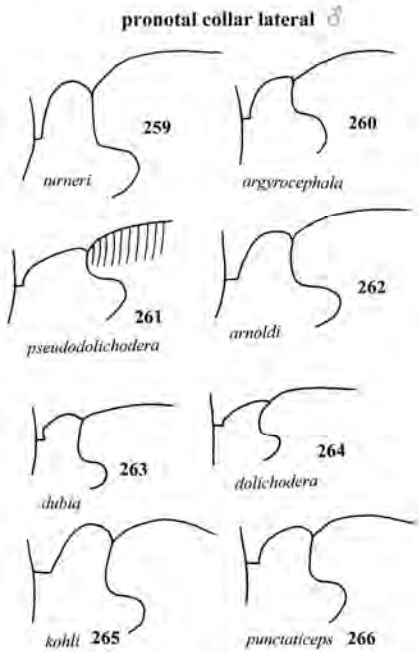 pronotal collar lateral ♂
259 260
turneri argyrocephala
261 262
pseudodolichodera arnoldi
263 264
dubia dolichodera
kohli 265 punctaticeps 266